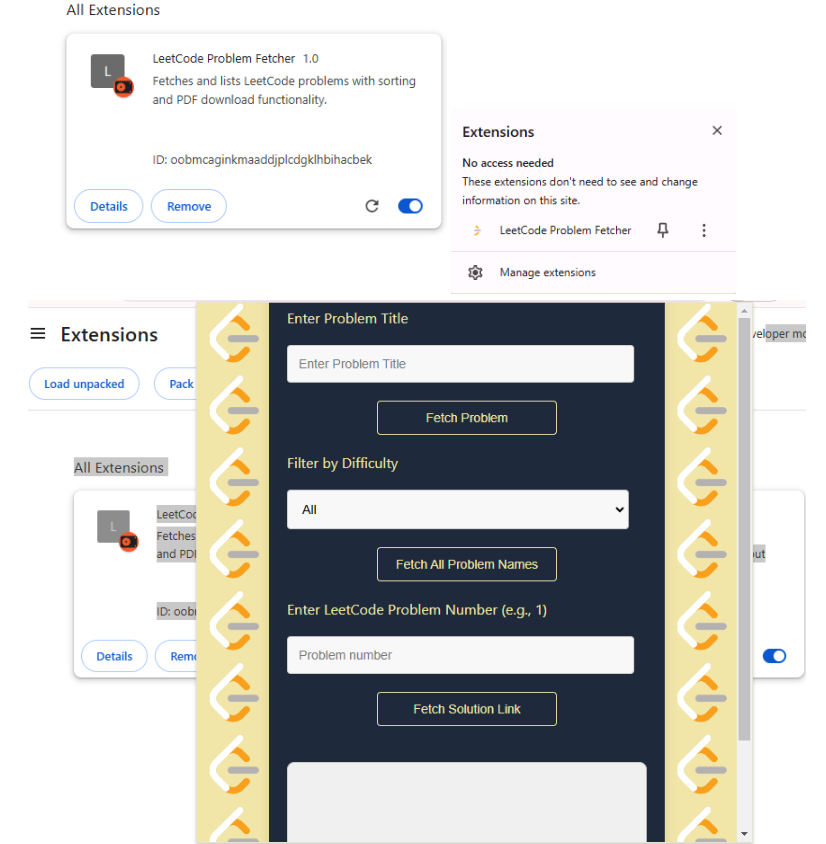 All Extensions
L
LeetCode Problem Fetcher 1.0
Fetches and lists LeetCode problems with sorting
and PDF download functionality.
ID: oobmcaginkmaaddjplcdgklhbihacbek
Details
Remove
Extensions
No access needed
These extensions don't need to see and change
information on this site.
LeetCode Problem Fetcher
Manage extensions
Extensions
Load unpacked
Pack
All Extensions
L
LeetCo
Fetches
and PD
ID: oob
Details
Rem
Enter Problem Title
Enter Problem Title
Fetch Problem
Filter by Difficulty
All
Fetch All Problem Names
Enter LeetCode Problem Number (e.g., 1)
Problem number
Fetch Solution Link
veloper mo
out